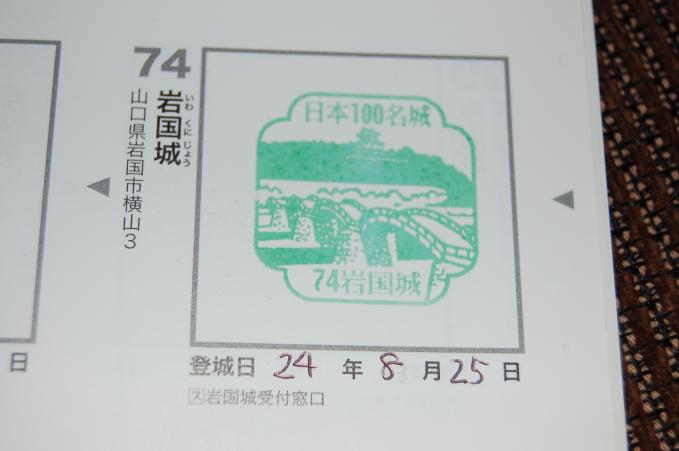 74
岩国城
いわくにじょう
山口県岩国市横山3
日本100名城
74岩国城
登城日 24 年 8 月 25 日
ス岩国城受付窓口
日